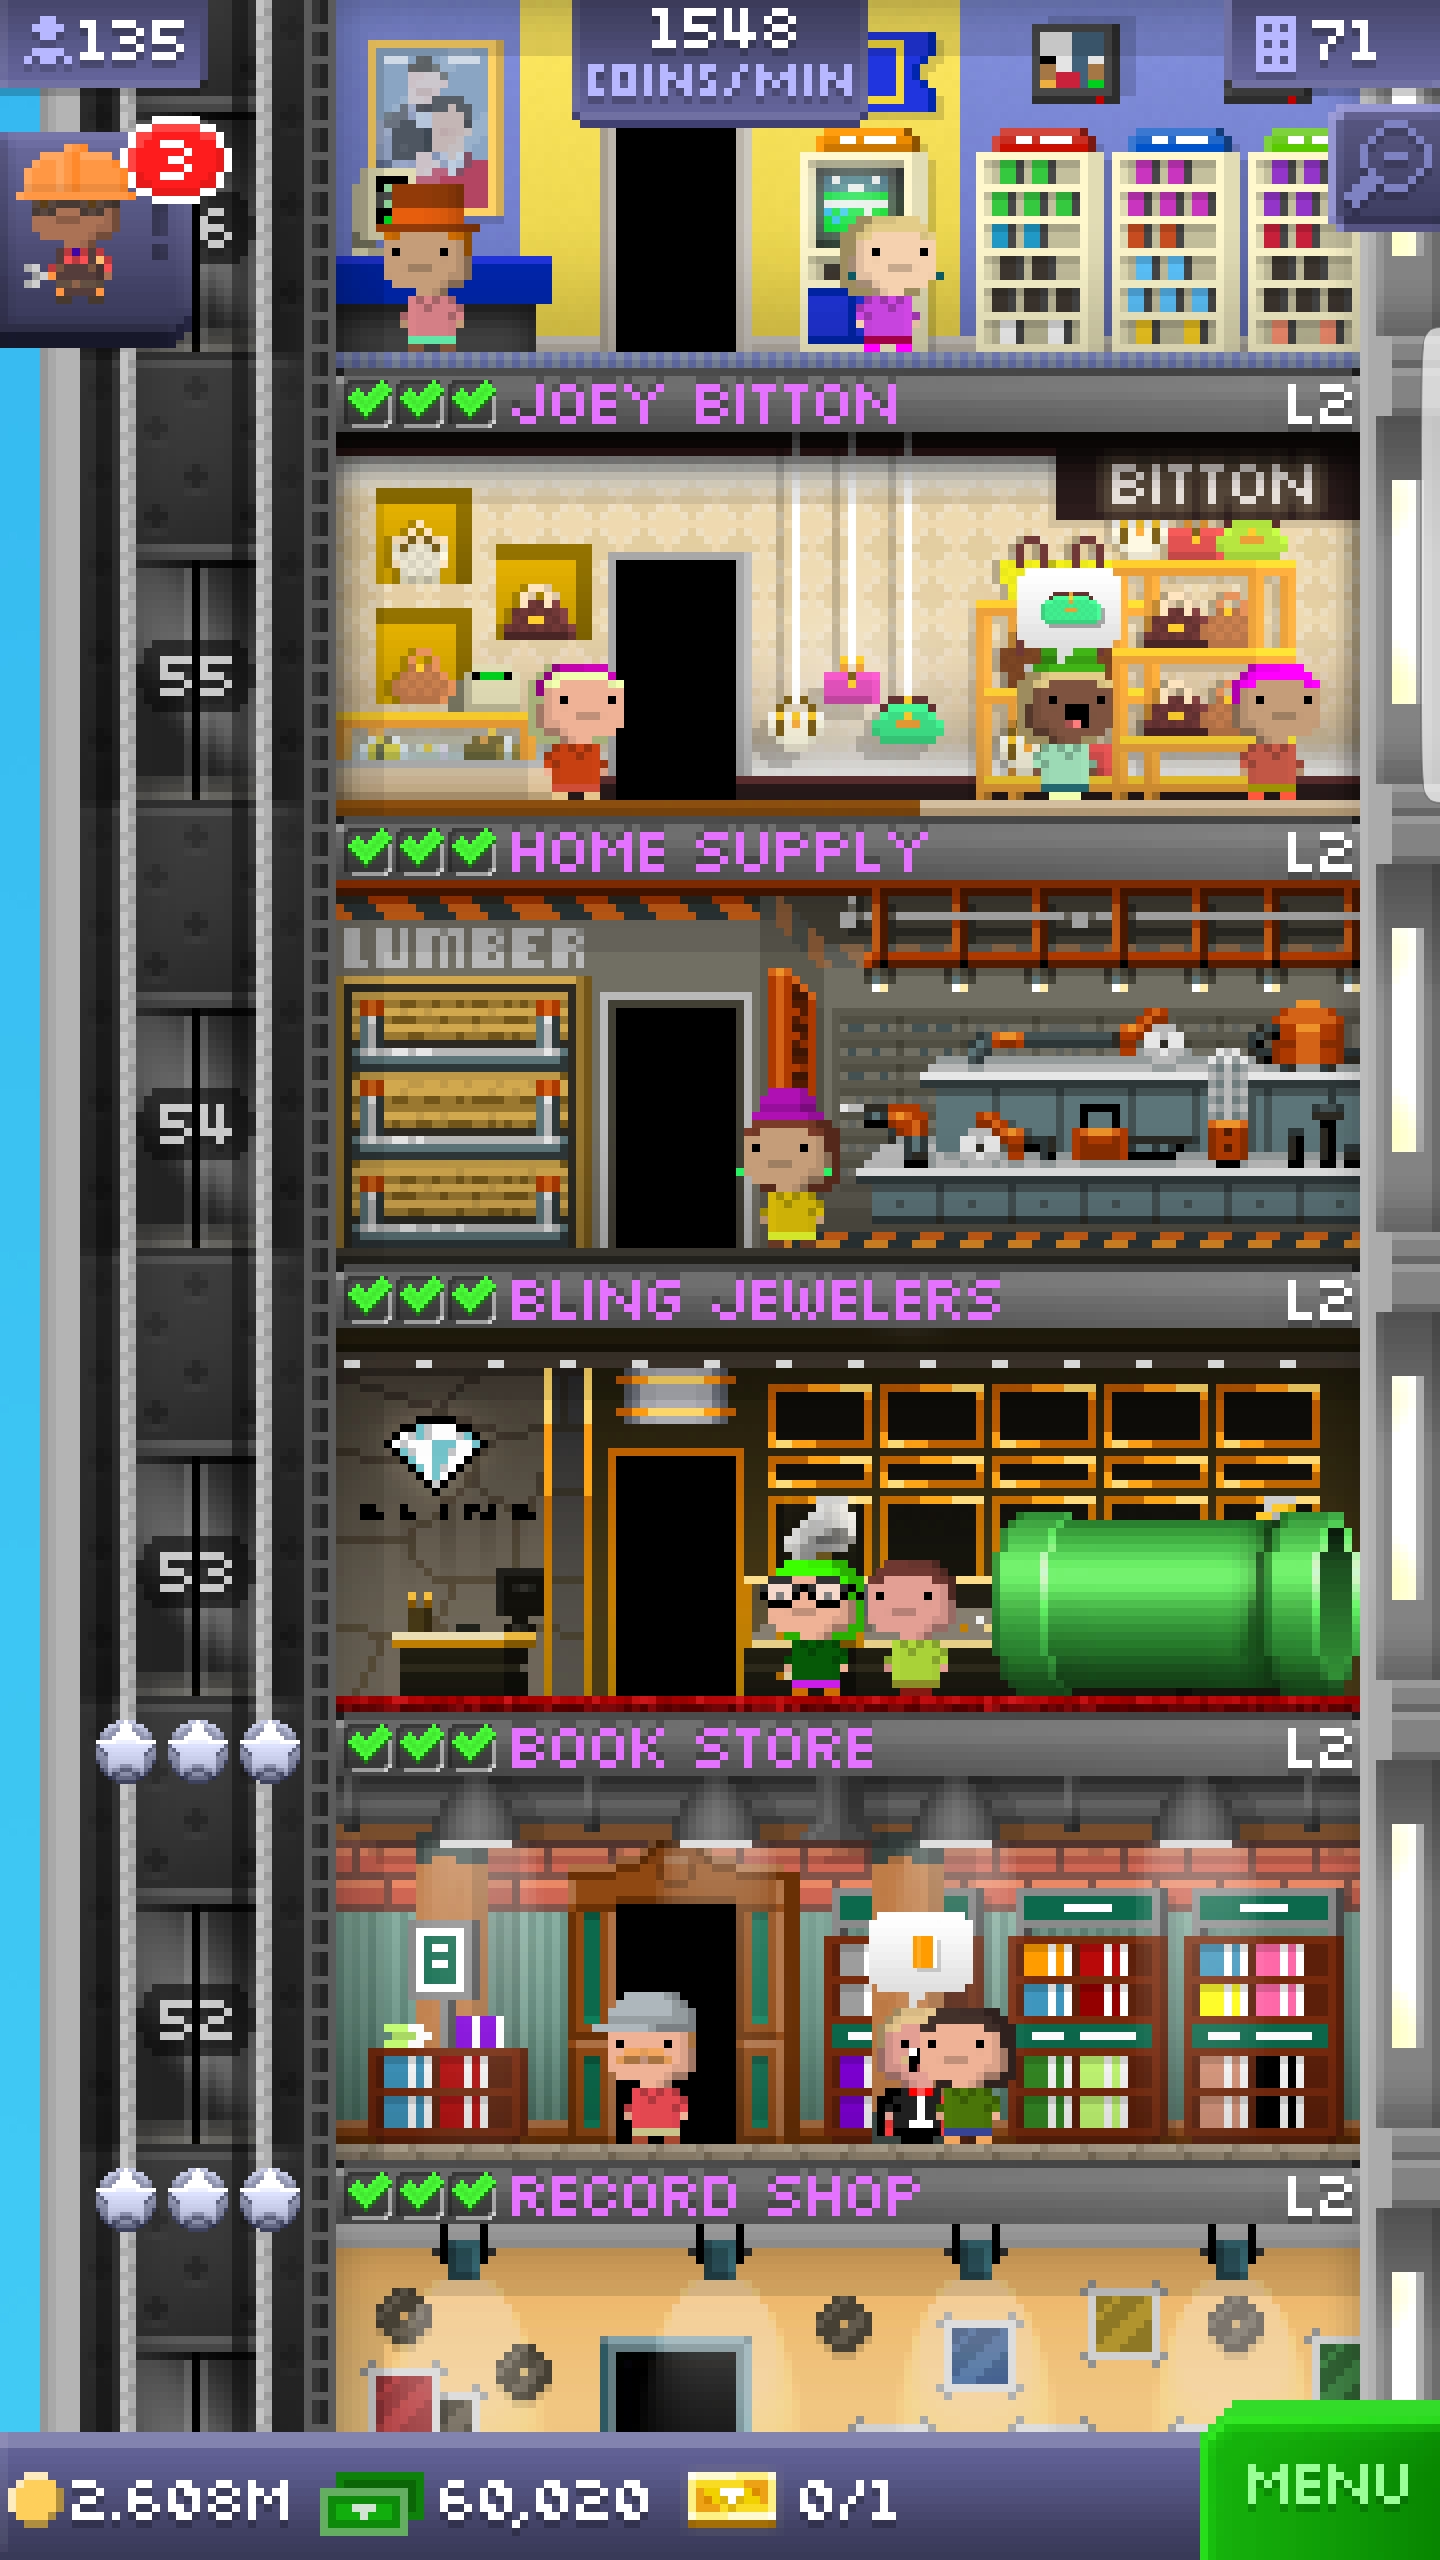 135
1548
COINS/MIN
71
3
6
JOEY BITTON L2
BITTON
55
HOME SUPPLY L2
LUMBER
54
BLING JEWELERS L2
BLING
53
BOOK STORE L2
52
RECORD SHOP L2
2.608M 60,020 0/1
MENU